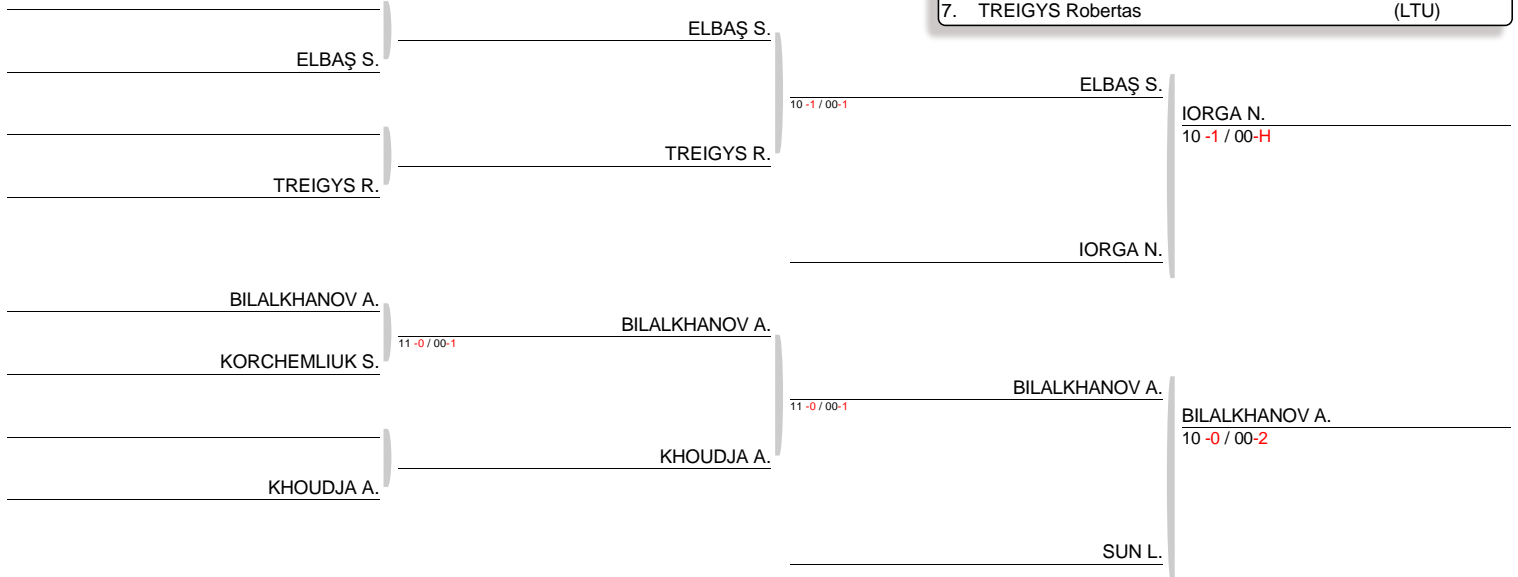 7. TREIGYS Robertas (LTU)
ELBAŞ S.
ELBAŞ S.
TREIGYS R.
TREIGYS R.
BILALKHANOV A.
KORCHEMLIUK S.
BILALKHANOV A.
11 -0 / 00-1
KHOUDJA A.
KHOUDJA A.
ELBAŞ S.
10 -1 / 00-1
IORGA N.
IORGA N.
10 -1 / 00-H
BILALKHANOV A.
11 -0 / 00-1
SUN L.
BILALKHANOV A.
10 -0 / 00-2